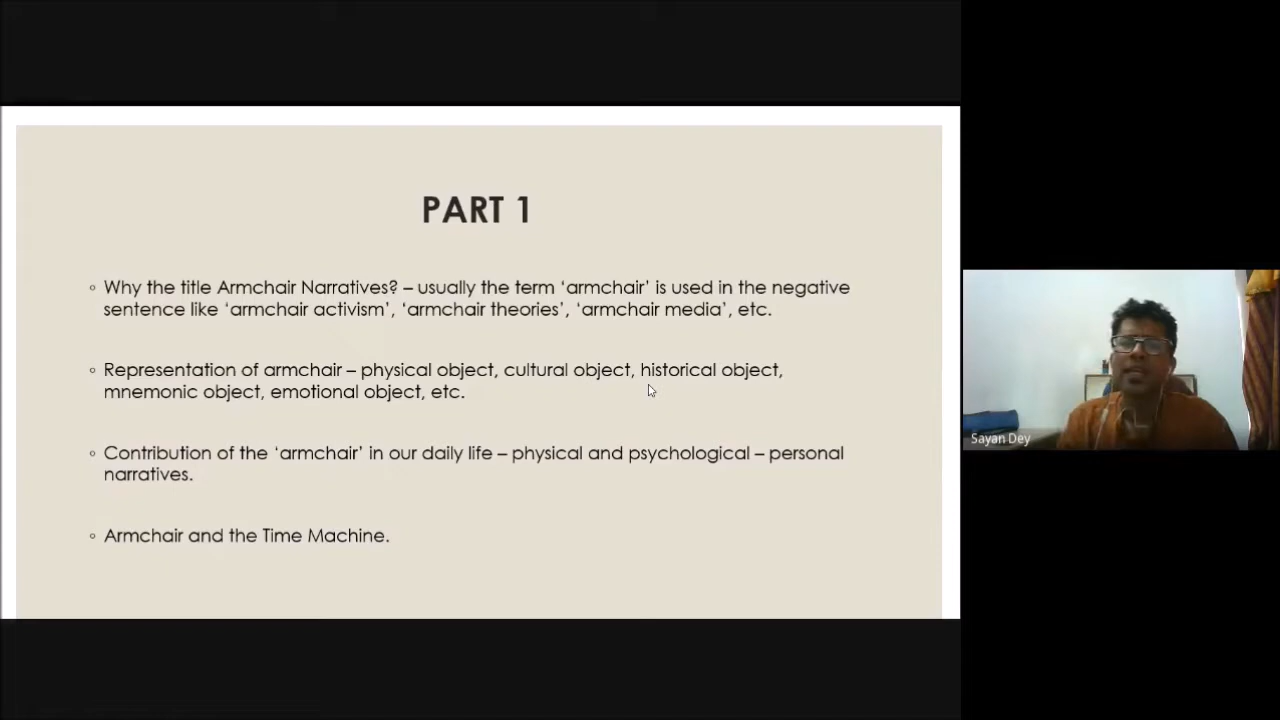 PART 1
◦ Why the title Armchair Narratives? – usually the term ‘armchair’ is used in the negative
sentence like ‘armchair activism’, ‘armchair theories’, ‘armchair media’, etc.
◦ Representation of armchair – physical object, cultural object, historical object,
mnemonic object, emotional object, etc.
◦ Contribution of the ‘armchair’ in our daily life – physical and psychological – personal
narratives.
◦ Armchair and the Time Machine.
Sayan Dey